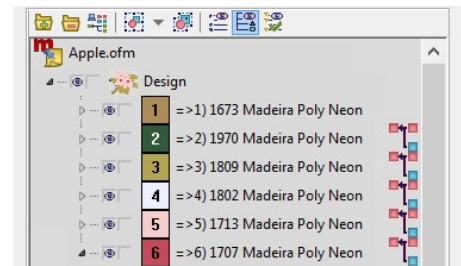 Apple.ofm
Design
1 =>1) 1673 Madeira Poly Neon
2 =>2) 1970 Madeira Poly Neon
3 =>3) 1809 Madeira Poly Neon
4 =>4) 1802 Madeira Poly Neon
5 =>5) 1713 Madeira Poly Neon
6 =>6) 1707 Madeira Poly Neon